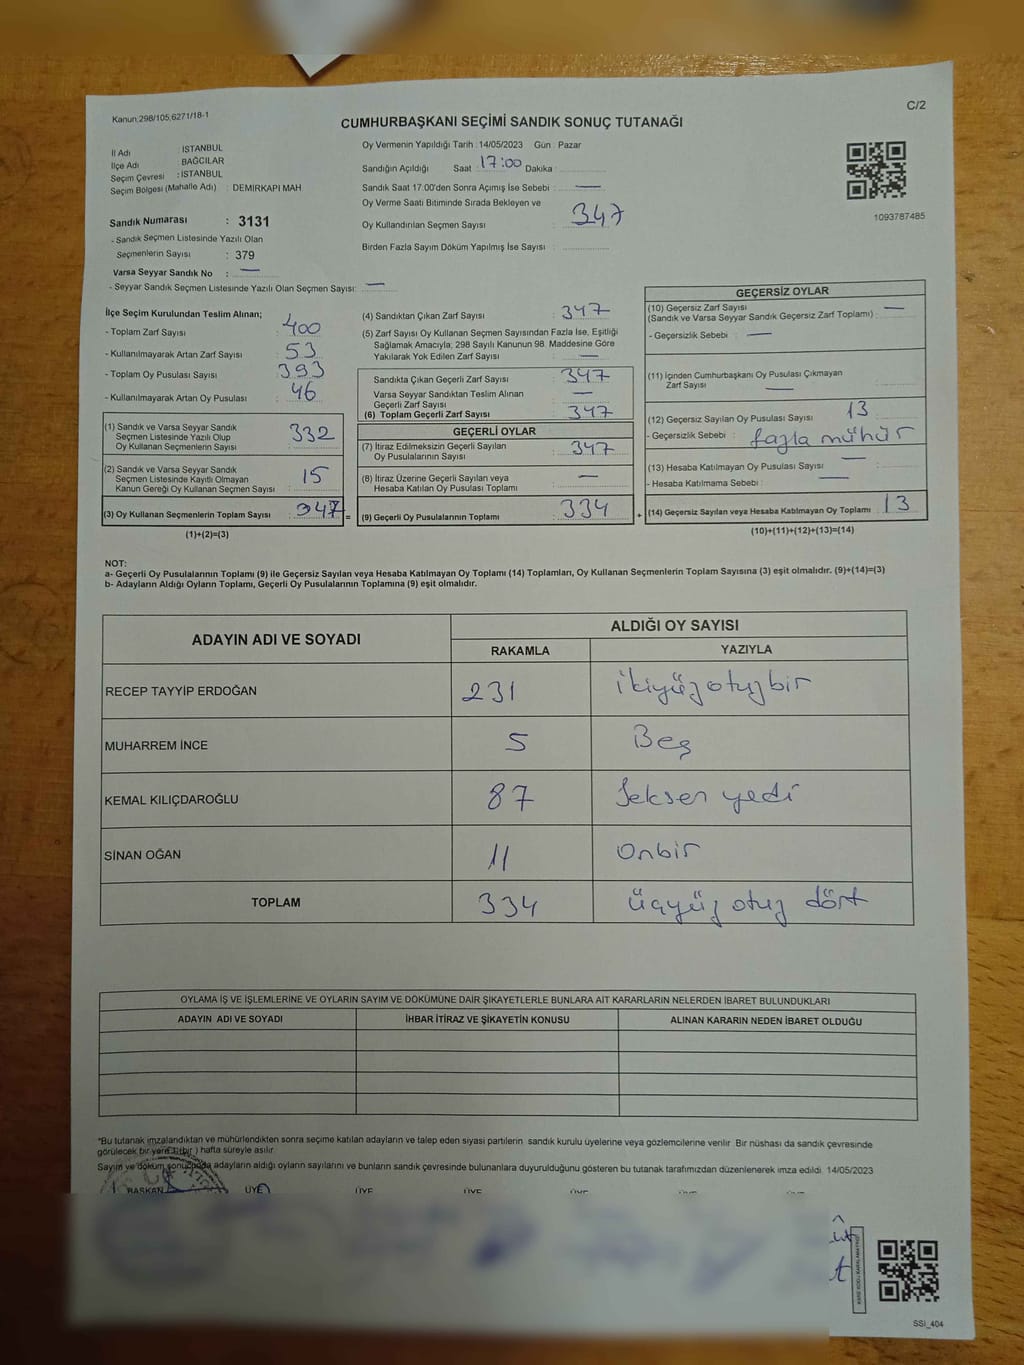 Kanun,298/105,6271/18-1
C/2
CUMHURBAŞKANI SEÇİMİ SANDIK SONUÇ TUTANAĞI
İl Adı : İSTANBUL
İlçe Adı : BAĞCILAR
Seçim Çevresi : İSTANBUL
Seçim Bölgesi (Mahalle Adı) : DEMİRKAPI MAH
Sandık Numarası : 3131
- Sandık Seçmen Listesinde Yazılı Olan
Seçmenlerin Sayısı : 379
Varsa Seyyar Sandık No : —
- Seyyar Sandık Seçmen Listesinde Yazılı Olan Seçmen Sayısı: —
Oy Vermenin Yapıldığı Tarih :14/05/2023 Gün : Pazar
Sandığın Açıldığı Saat 17:00 Dakika :
Sandık Saat 17.00'den Sonra Açımış İse Sebebi : —
Oy Verme Saati Bitiminde Sırada Bekleyen ve
Oy Kullandırılan Seçmen Sayısı : 347
Birden Fazla Sayım Döküm Yapılmış İse Sayısı :
1093787485
İlçe Seçim Kurulundan Teslim Alınan;
- Toplam Zarf Sayısı : 400
- Kullanılmayarak Artan Zarf Sayısı : 53
- Toplam Oy Pusulası Sayısı : 393
- Kullanılmayarak Artan Oy Pusulası : 46
(1) Sandık ve Varsa Seyyar Sandık
Seçmen Listesinde Yazılı Olup
Oy Kullanan Seçmenlerin Sayısı : 332
(2) Sandık ve Varsa Seyyar Sandık
Seçmen Listesinde Kayıtlı Olmayan
Kanun Gereği Oy Kullanan Seçmen Sayısı : 15
(3) Oy Kullanan Seçmenlerin Toplam Sayısı : 347 =
(1)+(2)=(3)
(4) Sandıktan Çıkan Zarf Sayısı : 347
(5) Zarf Sayısı Oy Kullanan Seçmen Sayısından Fazla İse, Eşitliği
Sağlamak Amacıyla; 298 Sayılı Kanunun 98. Maddesine Göre
Yakılarak Yok Edilen Zarf Sayısı : —
Sandıkta Çıkan Geçerli Zarf Sayısı : 347
Varsa Seyyar Sandıktan Teslim Alınan
Geçerli Zarf Sayısı : —
(6) Toplam Geçerli Zarf Sayısı : 347
GEÇERLİ OYLAR
(7) İtiraz Edilmeksizin Geçerli Sayılan
Oy Pusulalarının Sayısı : 347
(8) İtiraz Üzerine Geçerli Sayılan veya
Hesaba Katılan Oy Pusulası Toplamı : —
(9) Geçerli Oy Pusulalarının Toplamı : 334 +
GEÇERSİZ OYLAR
(10) Geçersiz Zarf Sayısı
(Sandık ve Varsa Seyyar Sandık Geçersiz Zarf Toplamı) : —
- Geçersizlik Sebebi : —
(11) İçinden Cumhurbaşkanı Oy Pusulası Çıkmayan
Zarf Sayısı : —
(12) Geçersiz Sayılan Oy Pusulası Sayısı : 13
- Geçersizlik Sebebi : fazla mühür
(13) Hesaba Katılmayan Oy Pusulası Sayısı : —
- Hesaba Katılmama Sebebi : —
(14) Geçersiz Sayılan veya Hesaba Katılmayan Oy Toplamı : 13
(10)+(11)+(12)+(13)=(14)
NOT:
a- Geçerli Oy Pusulalarının Toplamı (9) ile Geçersiz Sayılan veya Hesaba Katılmayan Oy Toplamı (14) Toplamları, Oy Kullanan Seçmenlerin Toplam Sayısına (3) eşit olmalıdır. (9)+(14)=(3)
b- Adayların Aldığı Oyların Toplamı, Geçerli Oy Pusulalarının Toplamına (9) eşit olmalıdır.
ADAYIN ADI VE SOYADI ALDIĞI OY SAYISI
RAKAMLA YAZIYLA
RECEP TAYYİP ERDOĞAN 231 ikiyüzotuzbir
MUHARREM İNCE 5 Beş
KEMAL KILIÇDAROĞLU 87 Seksen yedi
SİNAN OĞAN 11 Onbir
TOPLAM 334 üçyüz otuz dört
OYLAMA İŞ VE İŞLEMLERİNE VE OYLARIN SAYIM VE DÖKÜMÜNE DAİR ŞİKAYETLERLE BUNLARA AİT KARARLARIN NELERDEN İBARET BULUNDUKLARI
ADAYIN ADI VE SOYADI İHBAR İTİRAZ VE ŞİKAYETİN KONUSU ALINAN KARARIN NEDEN İBARET OLDUĞU
*Bu tutanak imzalandıktan ve mühürlendikten sonra seçime katılan adayların ve talep eden siyasi partilerin sandık kurulu üyelerine veya gözlemcilerine verilir. Bir nüshası da sandık çevresinde
görülecek bir yere 1(bir) hafta süreyle asılır.
Sayım ve döküm sonucunda adayların aldığı oyların sayılarını ve bunların sandık çevresinde bulunanlara duyurulduğunu gösteren bu tutanak tarafımızdan düzenlenerek imza edildi. 14/05/2023
BAŞKAN ÜYE ÜYE ÜYE ÜYE ÜYE ÜYE
SSİ_404